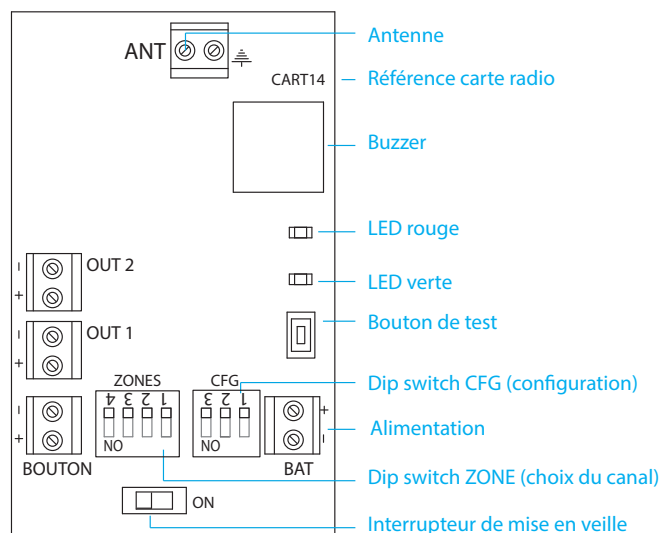 ANT
Antenne
CART14
Référence carte radio
Buzzer
LED rouge
- OUT 2
+
LED verte
- OUT 1
+
Bouton de test
ZONES
4 3 2 1
NO
CFG
3 2 1
NO
Dip switch CFG (configuration)
-
+
BOUTON
+
-
BAT
Alimentation
Dip switch ZONE (choix du canal)
ON
Interrupteur de mise en veille